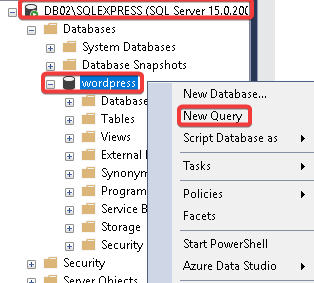 DB02\SQLEXPRESS (SQL Server 15.0.200
Databases
System Databases
Database Snapshots
wordpress
Database
Tables
Views
External
Synonym
Program
Service B
Storage
Security
Security
Server Objects
New Database...
New Query
Script Database as
Tasks
Policies
Facets
Start PowerShell
Azure Data Studio